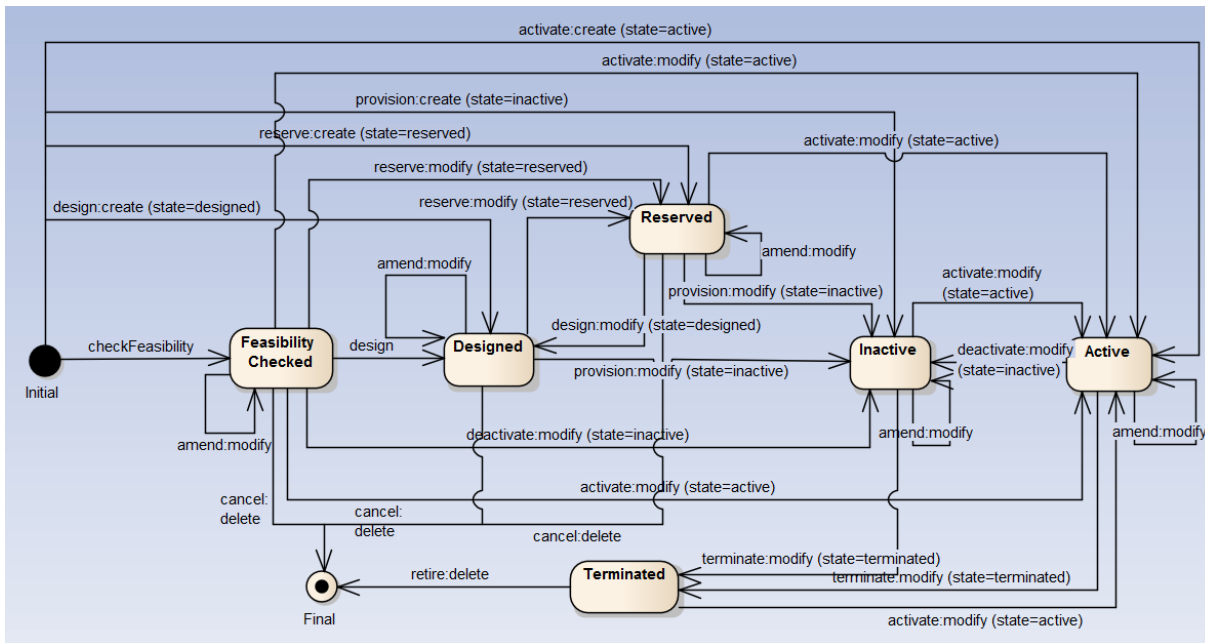 activate:create (state=active)
activate:modify (state=active)
provision:create (state=inactive)
reserve:create (state=reserved)
activate:modify (state=active)
reserve:modify (state=reserved)
design:create (state=designed)
reserve:modify (state=reserved)
Reserved
amend:modify
amend:modify
activate:modify
(state=active)
provision:modify (state=inactive)
design:modify (state=designed)
checkFeasibility
Feasibility
Checked
design
Designed
Inactive
deactivate:modify
(state=inactive)
Active
provision:modify (state=inactive)
Initial
amend:modify
deactivate:modify (state=inactive)
amend:modify
amend:modify
activate:modify (state=active)
cancel:
delete
cancel:
delete
cancel:delete
terminate:modify (state=terminated)
retire:delete
Terminated
terminate:modify (state=terminated)
Final
activate:modify (state=active)